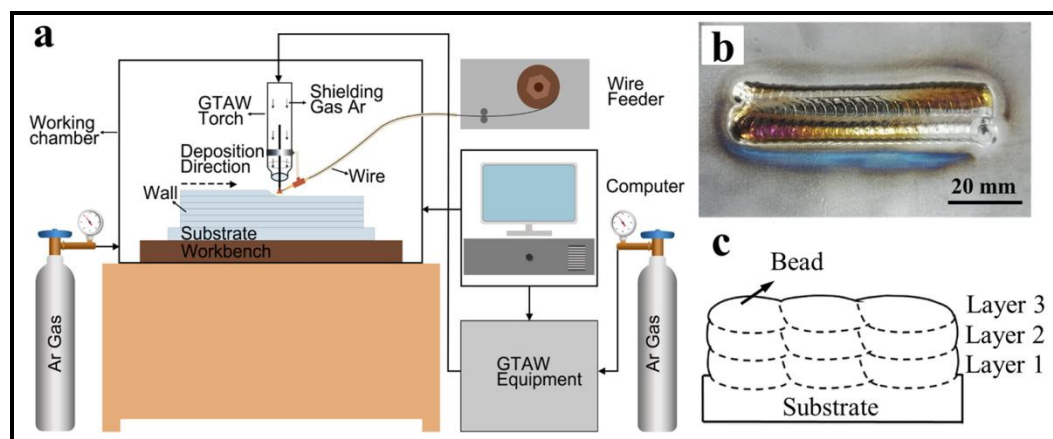 a
GTAW
Torch
Shielding
Gas Ar
Working
chamber
Deposition
Direction
Wire
Wall
Substrate
Workbench
Ar Gas
Wire
Feeder
Computer
GTAW
Equipment
Ar Gas
b
20 mm
c
Bead
Layer 3
Layer 2
Layer 1
Substrate